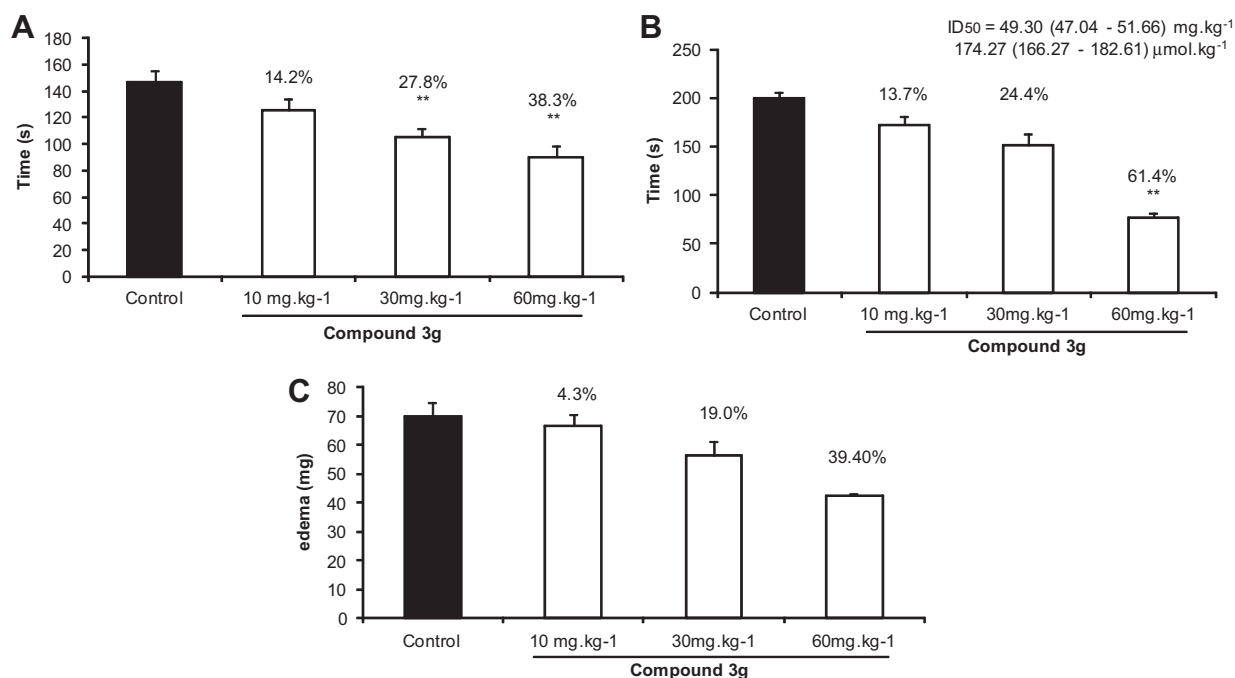 A
180
160
140
120
100
80
60
40
20
0
Time (s)
14.2%
27.8%
**
38.3%
**
Control
10 mg.kg-1
30mg.kg-1
60mg.kg-1
Compound 3g
B
ID50 = 49.30 (47.04 - 51.66) mg.kg-1
174.27 (166.27 - 182.61) μmol.kg-1
250
200
150
100
50
0
Time (s)
13.7%
24.4%
61.4%
**
Control
10 mg.kg-1
30mg.kg-1
60mg.kg-1
Compound 3g
C
80
70
60
50
40
30
20
10
0
edema (mg)
4.3%
19.0%
39.40%
Control
10 mg.kg-1
30mg.kg-1
60mg.kg-1
Compound 3g